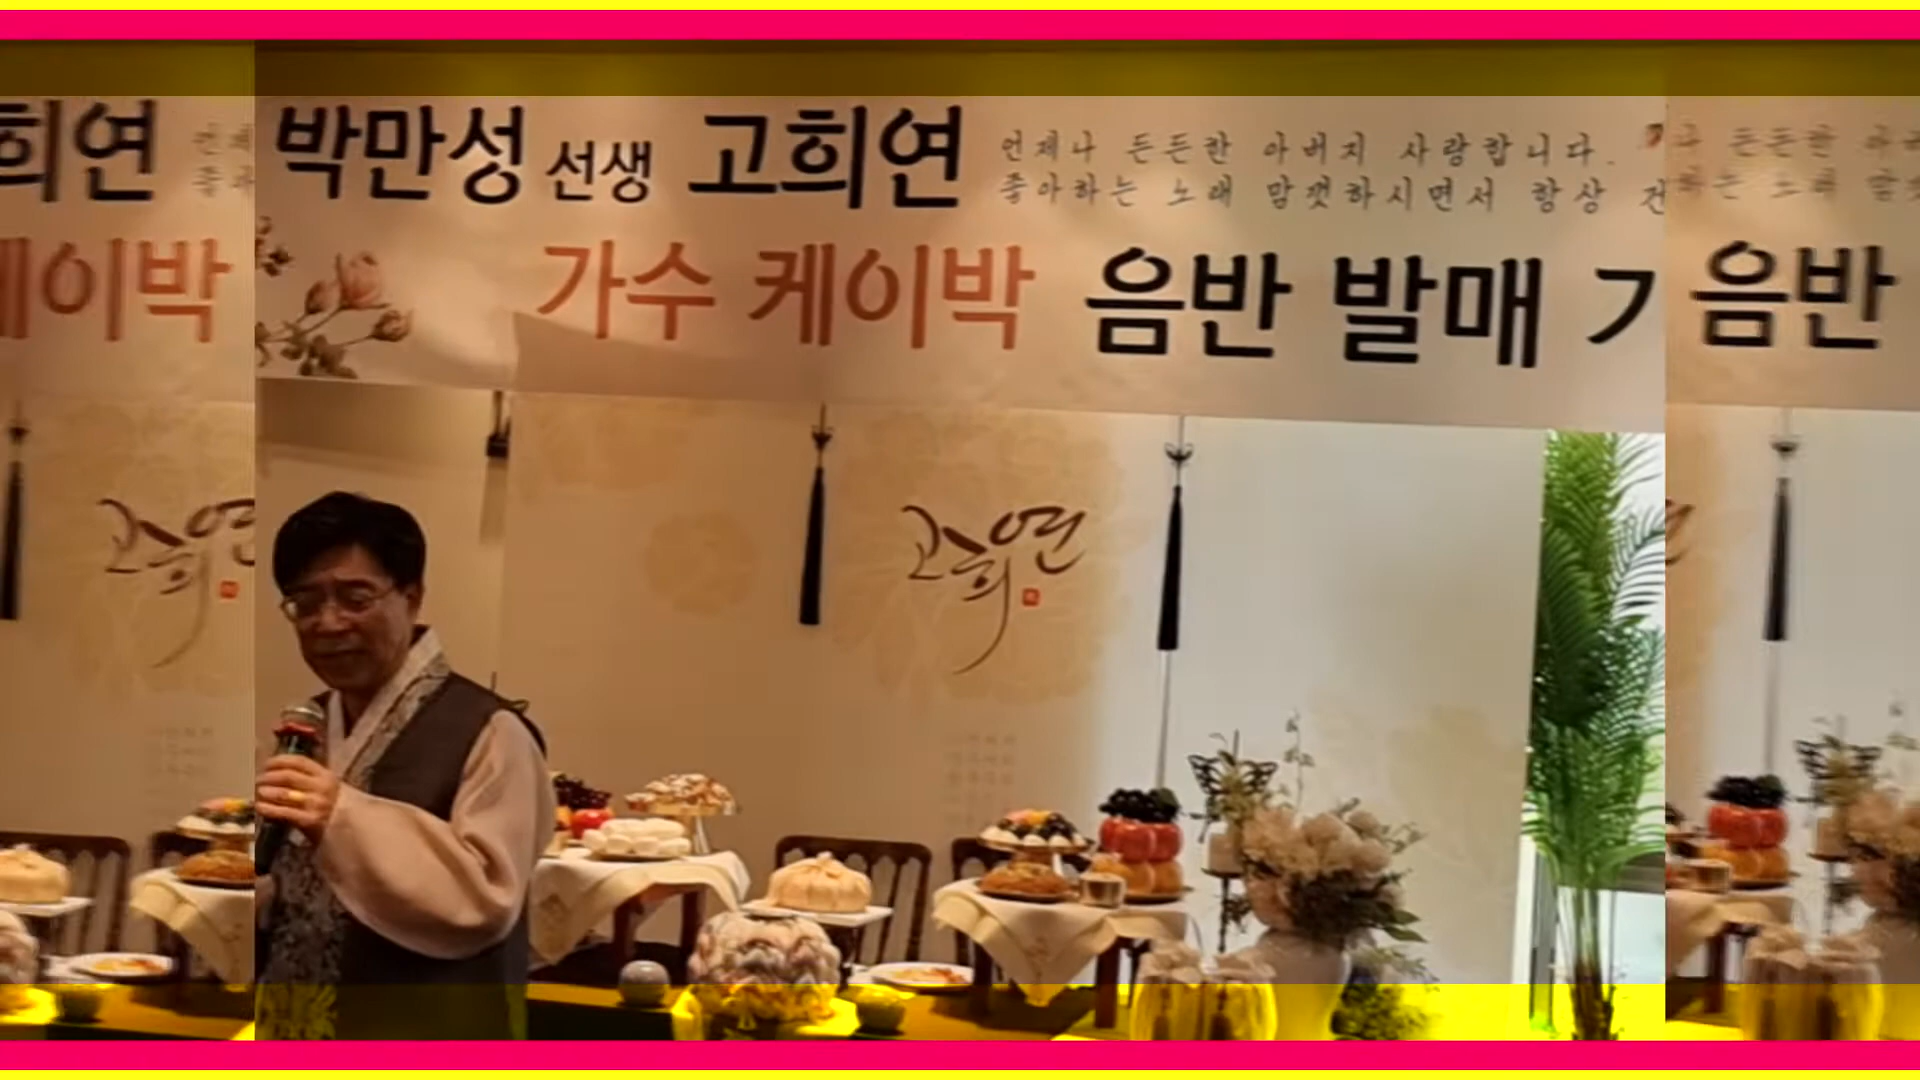 박만성 선생 고희연
언제나 든든한 아버지 사랑합니다.
좋아하는 노래 맘껏하시면서 항상 건
가수 케이박 음반 발매 기
고희연